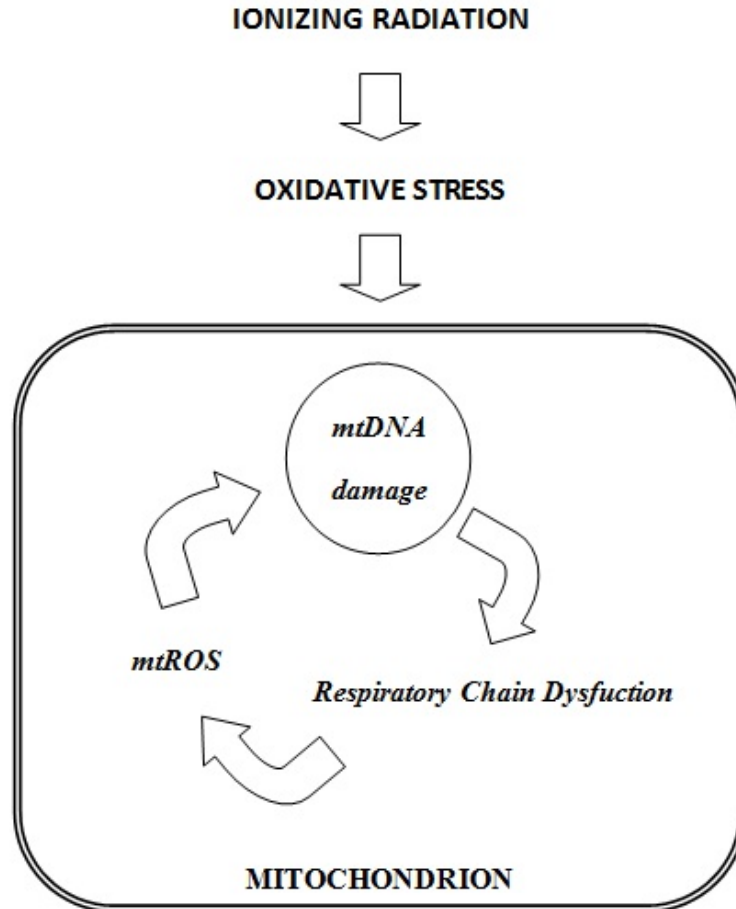 IONIZING RADIATION
OXIDATIVE STRESS
mtDNA
damage
mtROS
Respiratory Chain Dysfuction
MITOCHONDRION